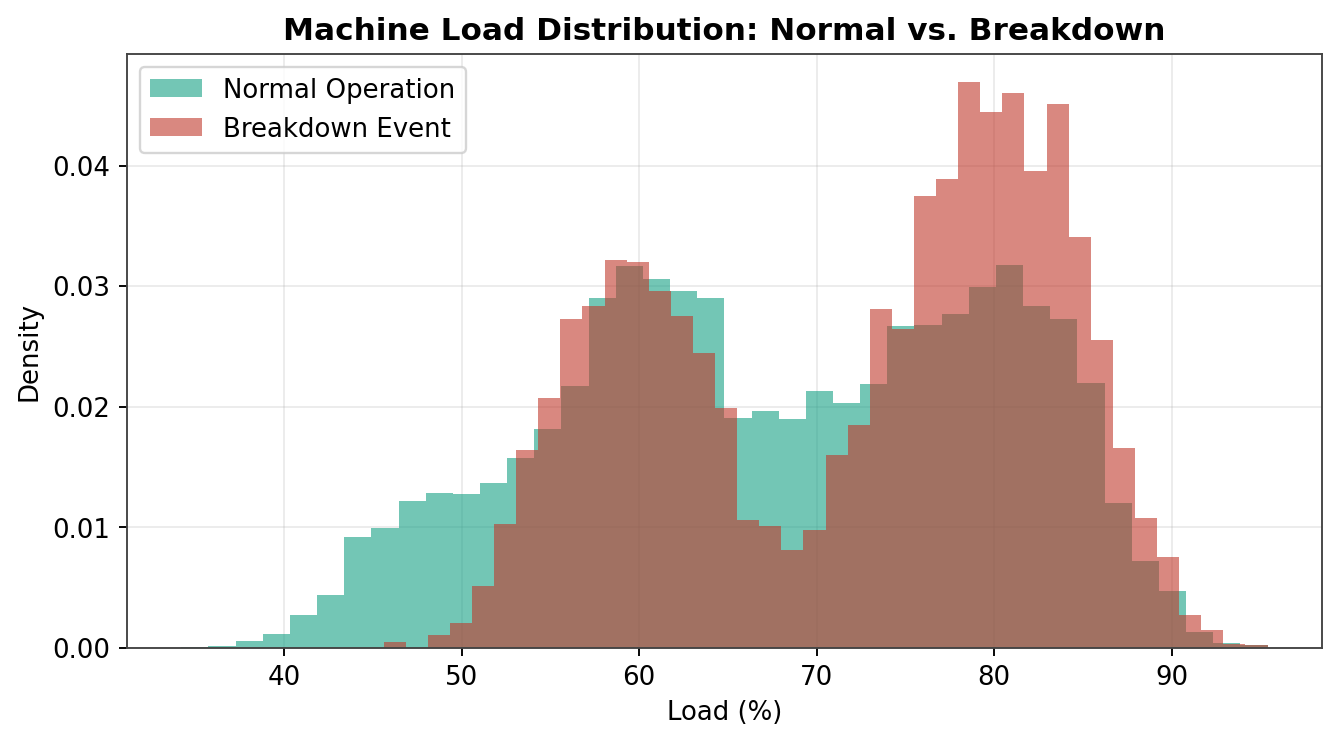 Machine Load Distribution: Normal vs. Breakdown
Normal Operation
Breakdown Event
Density
0.04
0.03
0.02
0.01
0.00
40 50 60 70 80 90
Load (%)